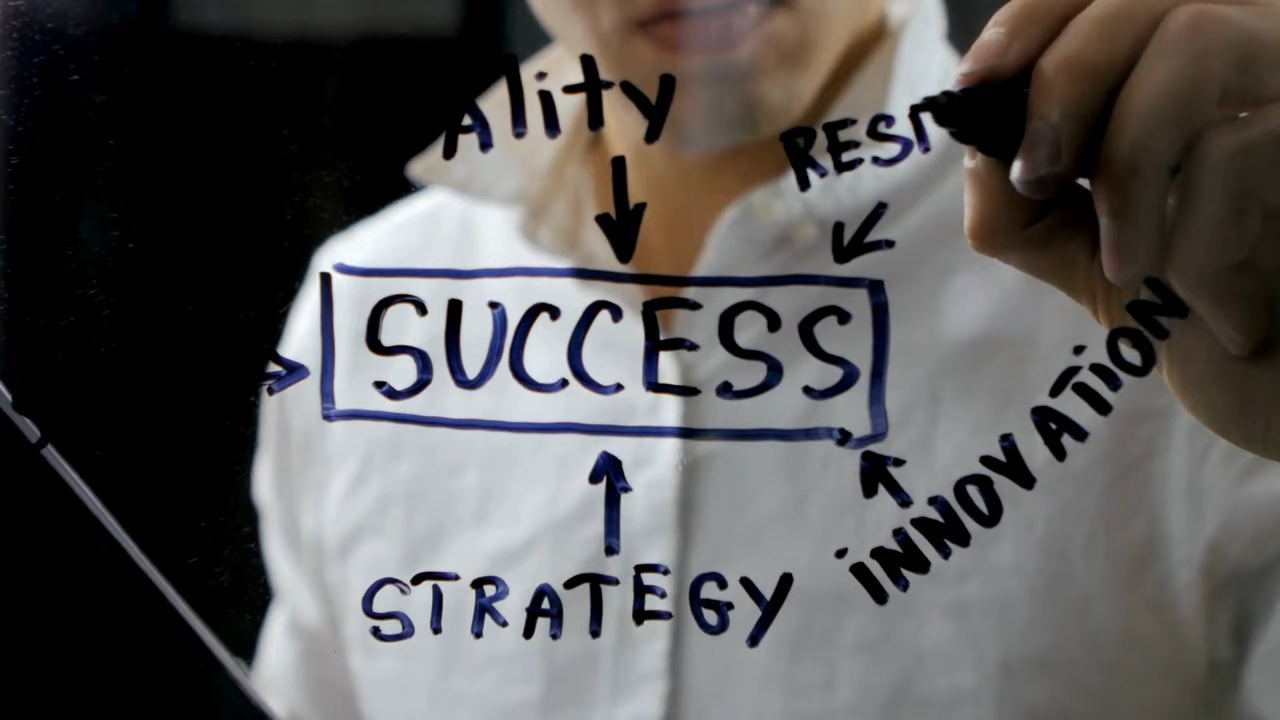 Ality
RES
SUCCESS
INNOVATION
STRATEGY